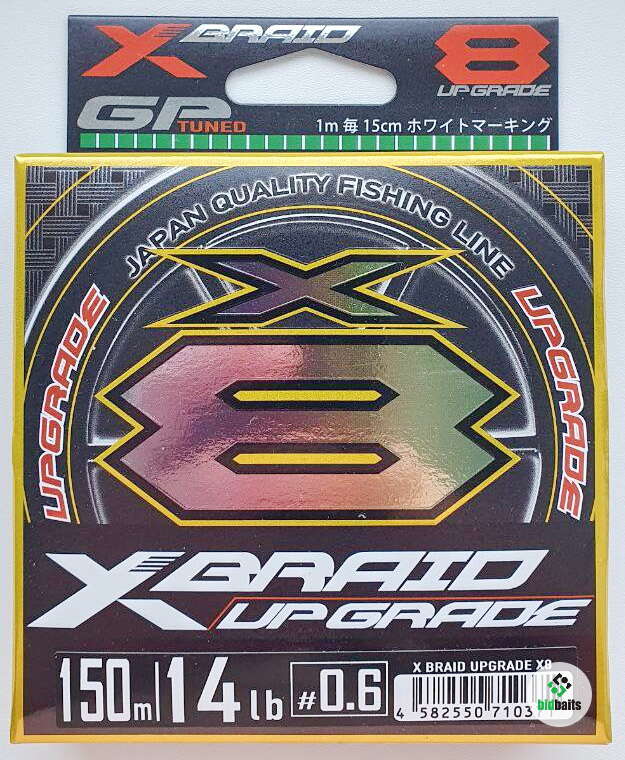 X BRAID
8
UPGRADE
GP
TUNED
1m 毎 15cm ホワイトマーキング
JAPAN QUALITY FISHING LINE
X
8
UPGRADE
UPGRADE
X BRAID
UPGRADE
150m 14lb #0.6
X BRAID UPGRADE X8
4 582550 7103
bidbaits